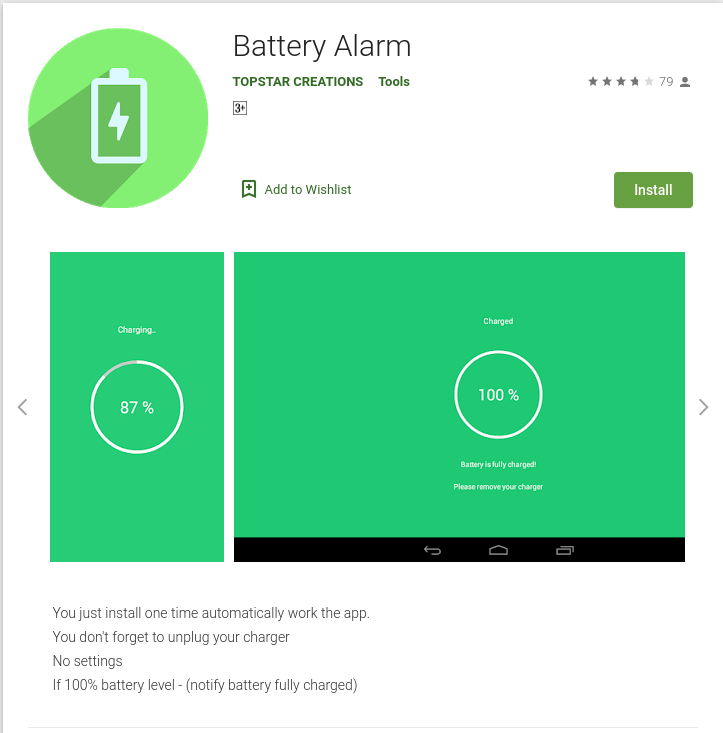 Battery Alarm
TOPSTAR CREATIONS Tools
79
3+
Add to Wishlist
Install
Charging..
87 %
Charged
100 %
Battery is fully charged!
Please remove your charger
You just install one time automatically work the app.
You don't forget to unplug your charger
No settings
If 100% battery level - (notify battery fully charged)